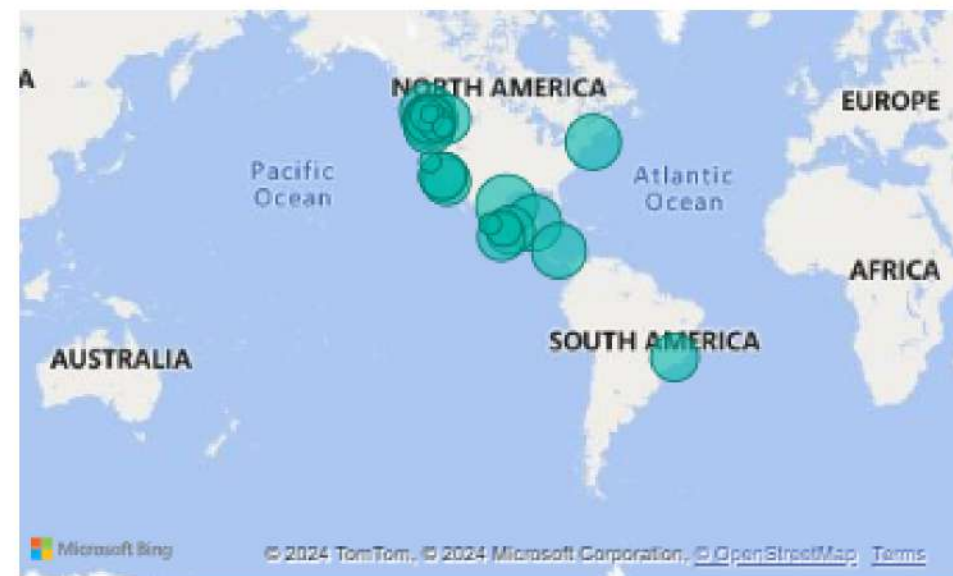 A
NORTH AMERICA
EUROPE
Pacific
Ocean
Atlantic
Ocean
AFRICA
SOUTH AMERICA
AUSTRALIA
Microsoft Bing
© 2024 TomTom, © 2024 Microsoft Corporation, © OpenStreetMap Terms